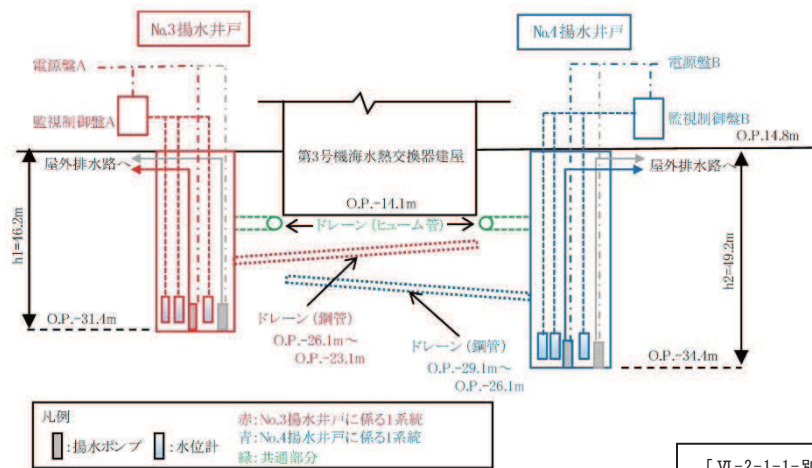 No.3揚水井戸
No.4揚水井戸
電源盤A
電源盤B
監視制御盤A
監視制御盤B
O.P.14.8m
第3号機海水熱交換器建屋
屋外排水路へ
屋外排水路へ
O.P.-14.1m
ドレーン(ヒューム管)
h1=46.2m
h2=49.2m
O.P.-31.4m
O.P.-34.4m
ドレーン(鋼管)
O.P.-26.1m～
O.P.-23.1m
ドレーン(鋼管)
O.P.-29.1m～
O.P.-26.1m
凡例
:揚水ポンプ
:水位計
赤:No.3揚水井戸に係る1系統
青:No.4揚水井戸に係る1系統
緑:共通部分